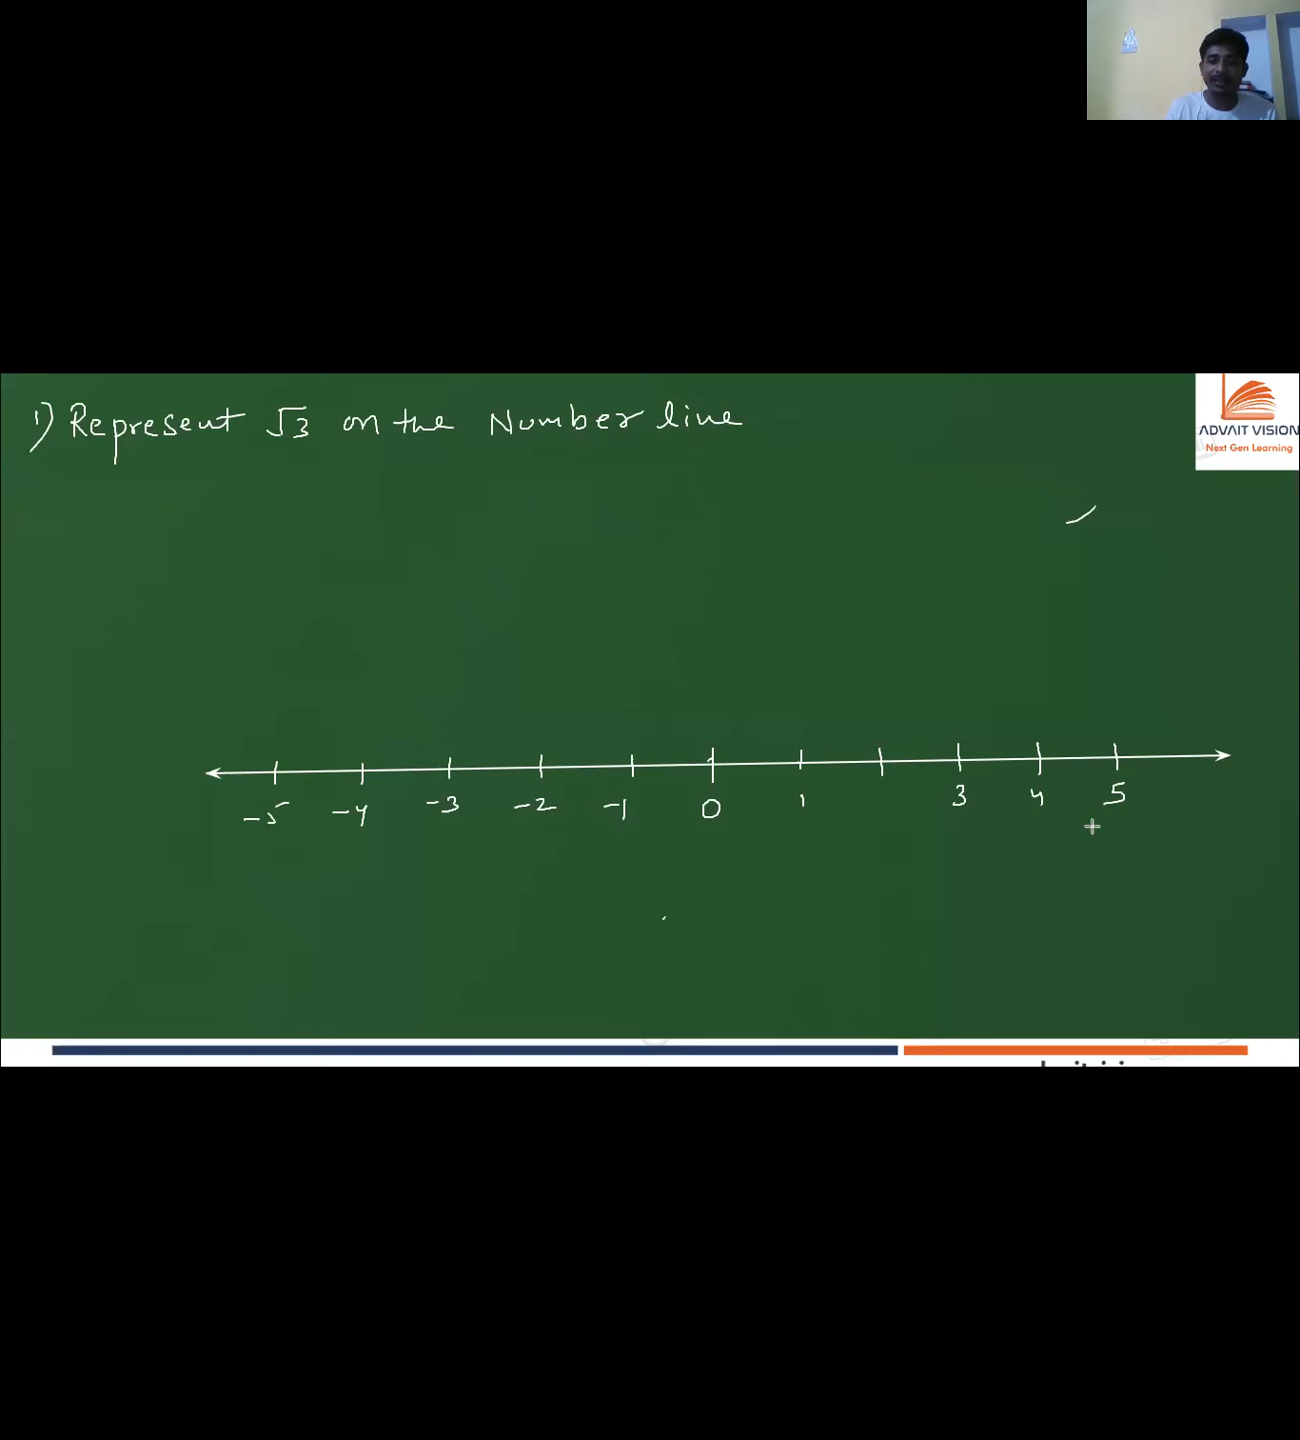 1) Represent √3 on the Number line
ADVAIT VISION
Next Gen Learning
-5 -4 -3 -2 -1 0 1 3 4 5